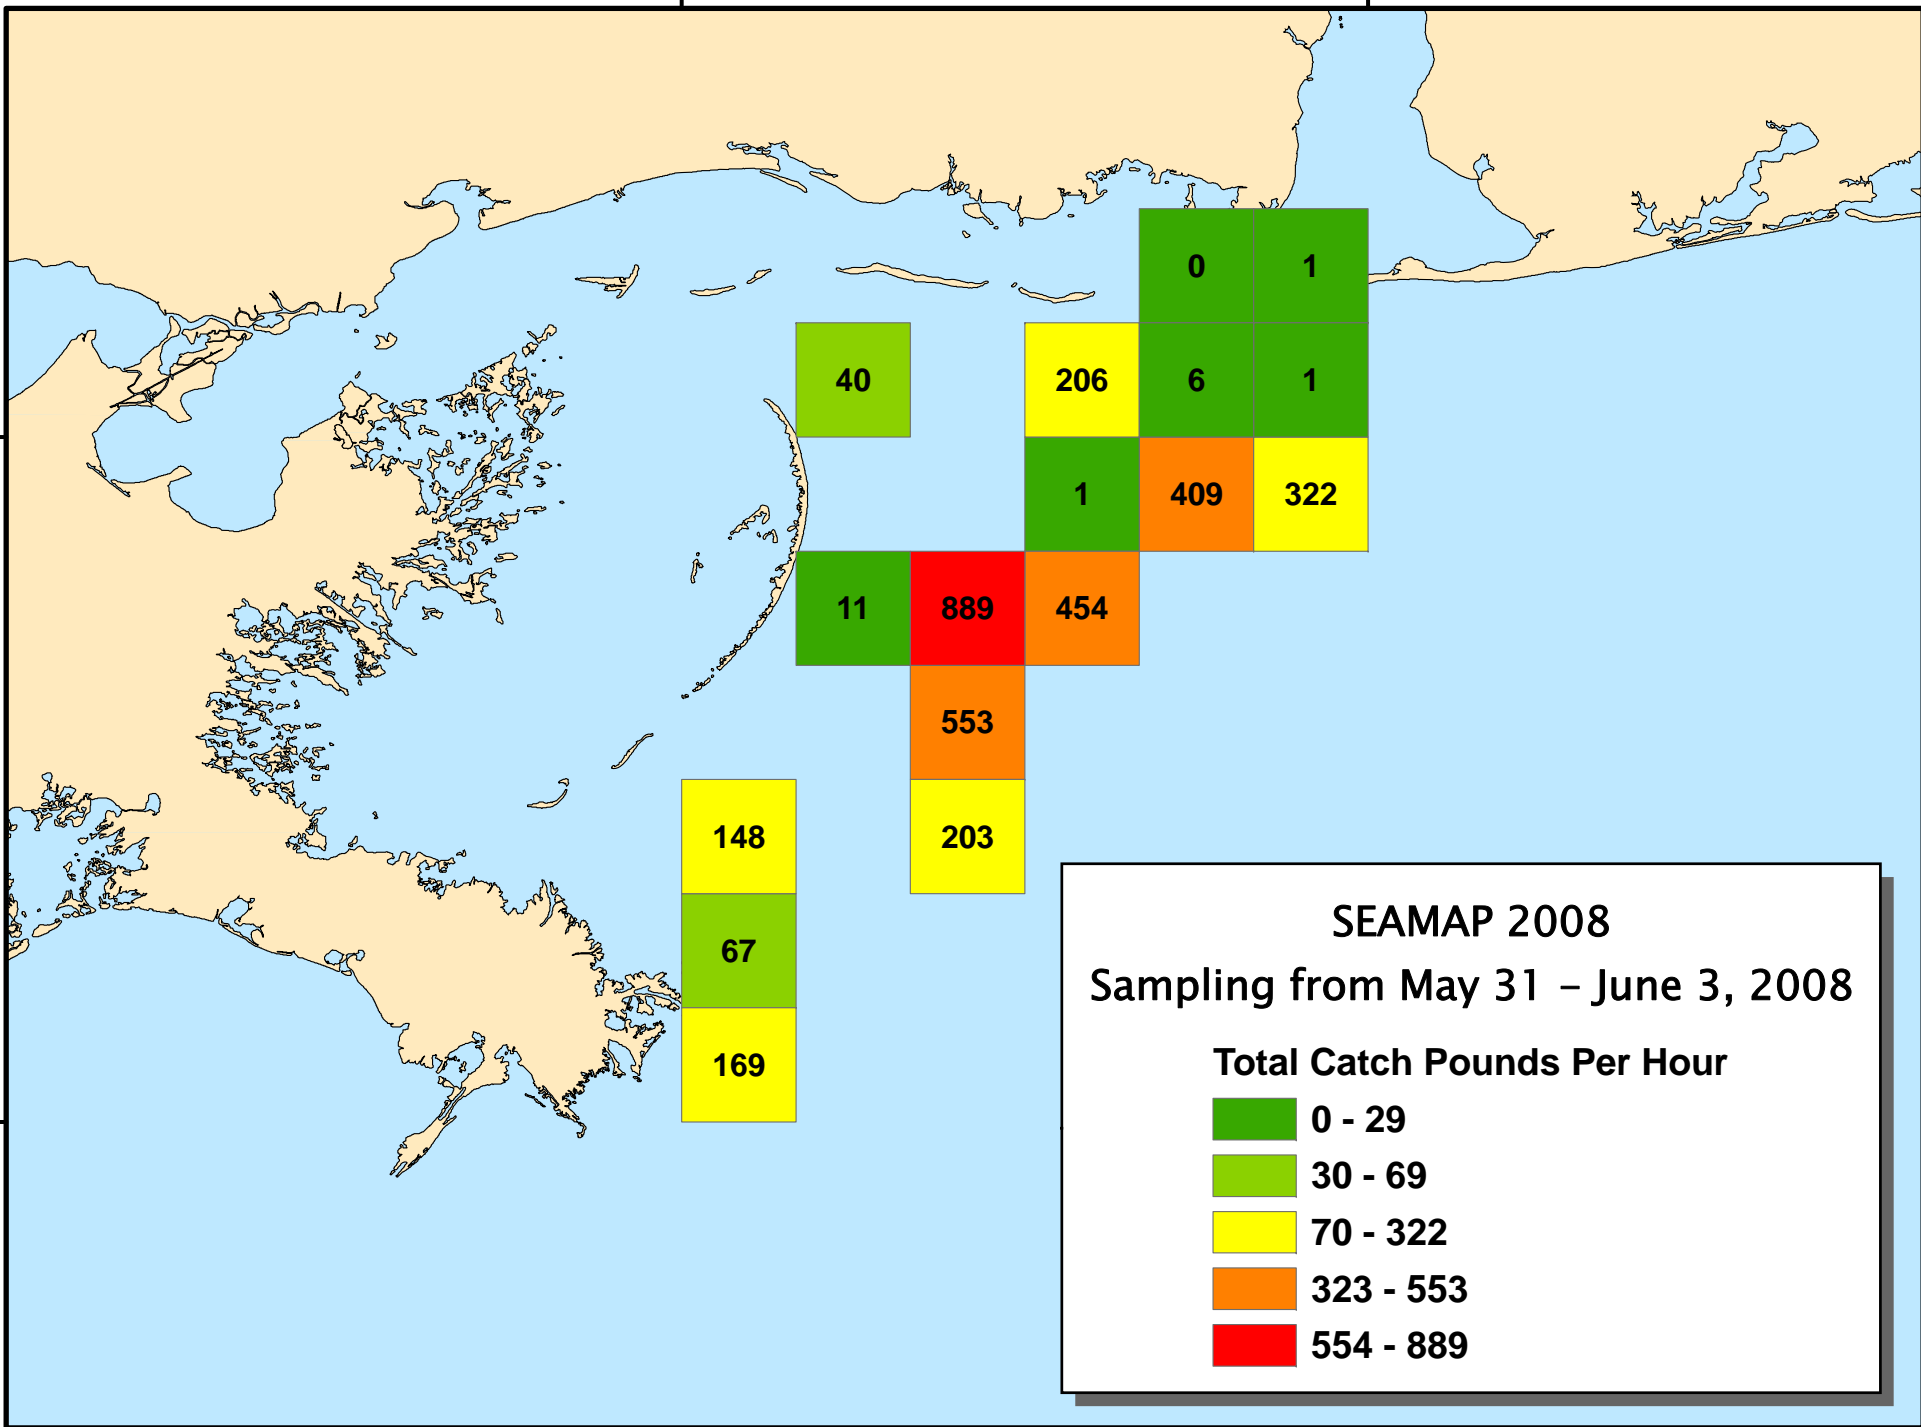 0 1
40 206 6 1
1 409 322
11 889 454
553
148 203
67
169
SEAMAP 2008
Sampling from May 31 – June 3, 2008
Total Catch Pounds Per Hour
0 - 29
30 - 69
70 - 322
323 - 553
554 - 889